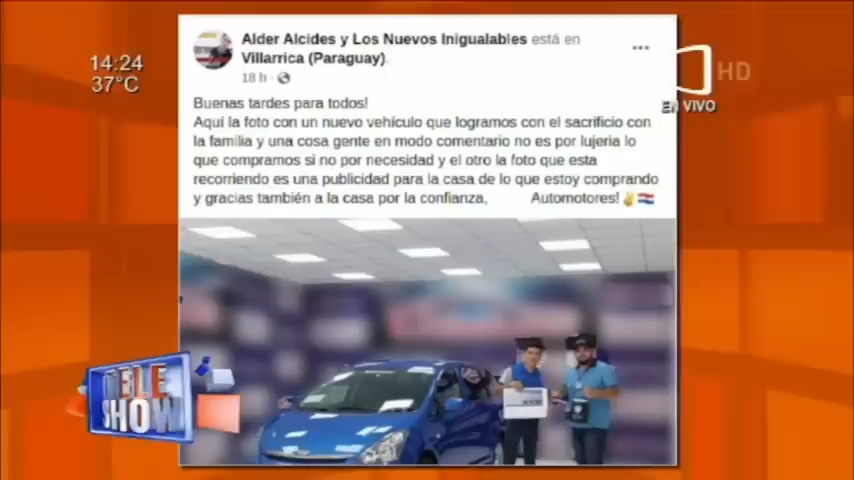 Alder Alcides y Los Nuevos Inigualables está en
Villarrica (Paraguay).
18 h ·
14:24
37°C
HD
EN VIVO
Buenas tardes para todos!
Aquí la foto con un nuevo vehículo que logramos con el sacrificio con
la familia y una cosa gente en modo comentario no es por lujeria lo
que compramos si no por necesidad y el otro la foto que esta
recorriendo es una publicidad para la casa de lo que estoy comprando
y gracias también a la casa por la confianza, Automotores!✌️🇵🇾
TELE
SHOW